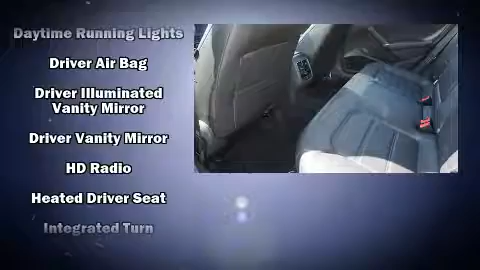 Daytime Running Lights
Driver Air Bag
Driver Illuminated
Vanity Mirror
Driver Vanity Mirror
HD Radio
Heated Driver Seat
Integrated Turn